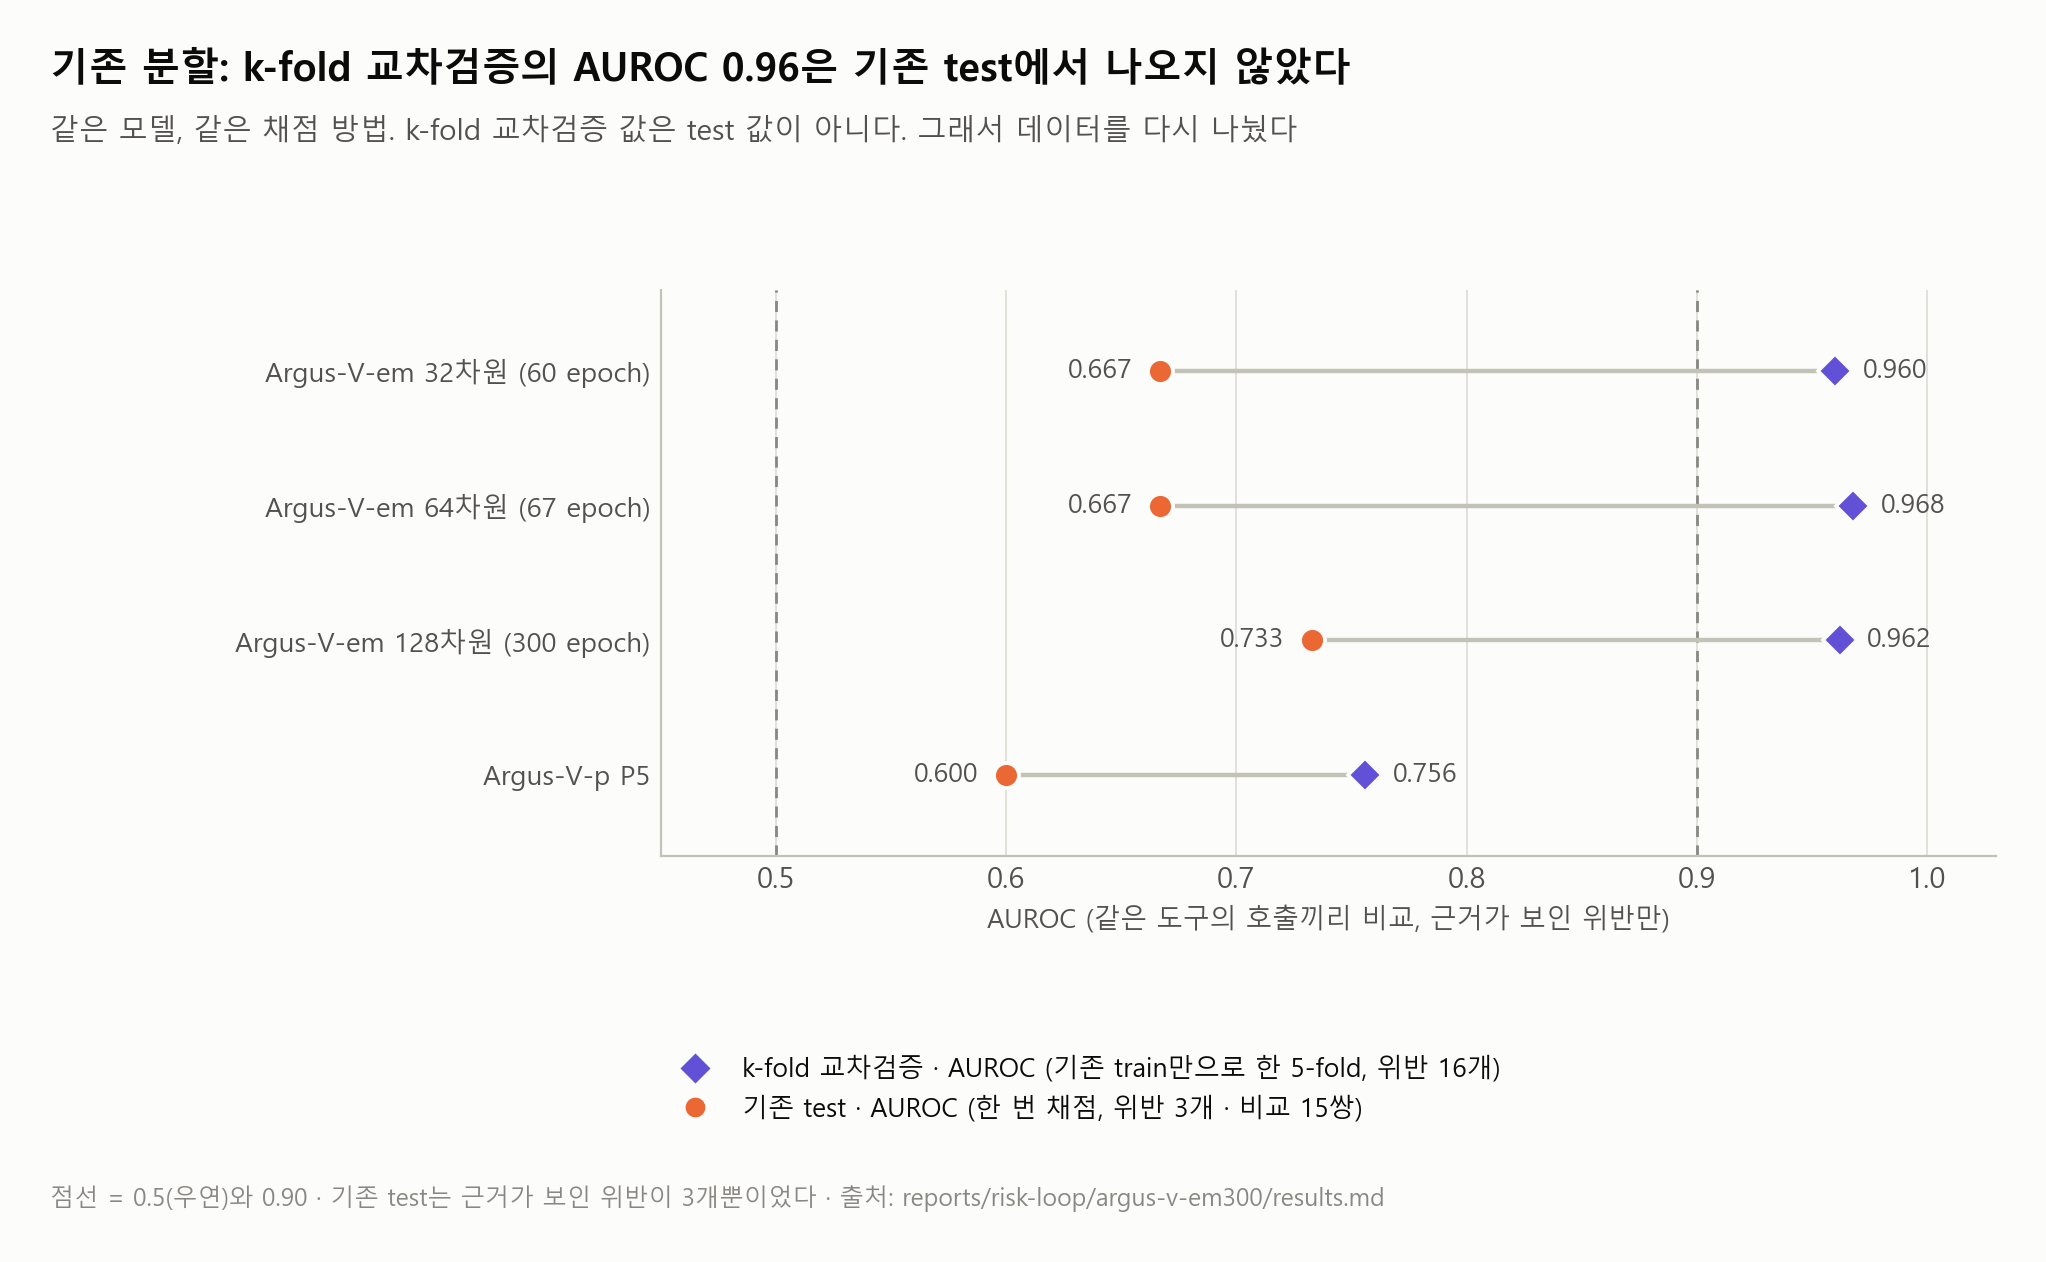 기존 분할: k-fold 교차검증의 AUROC 0.96은 기존 test에서 나오지 않았다
같은 모델, 같은 채점 방법. k-fold 교차검증 값은 test 값이 아니다. 그래서 데이터를 다시 나눴다
Argus-V-em 32차원 (60 epoch)
0.667
0.960
Argus-V-em 64차원 (67 epoch)
0.667
0.968
Argus-V-em 128차원 (300 epoch)
0.733
0.962
Argus-V-p P5
0.600
0.756
0.5 0.6 0.7 0.8 0.9 1.0
AUROC (같은 도구의 호출끼리 비교, 근거가 보인 위반만)
k-fold 교차검증 · AUROC (기존 train만으로 한 5-fold, 위반 16개)
기존 test · AUROC (한 번 채점, 위반 3개 · 비교 15쌍)
점선 = 0.5(우연)와 0.90 · 기존 test는 근거가 보인 위반이 3개뿐이었다 · 출처: reports/risk-loop/argus-v-em300/results.md